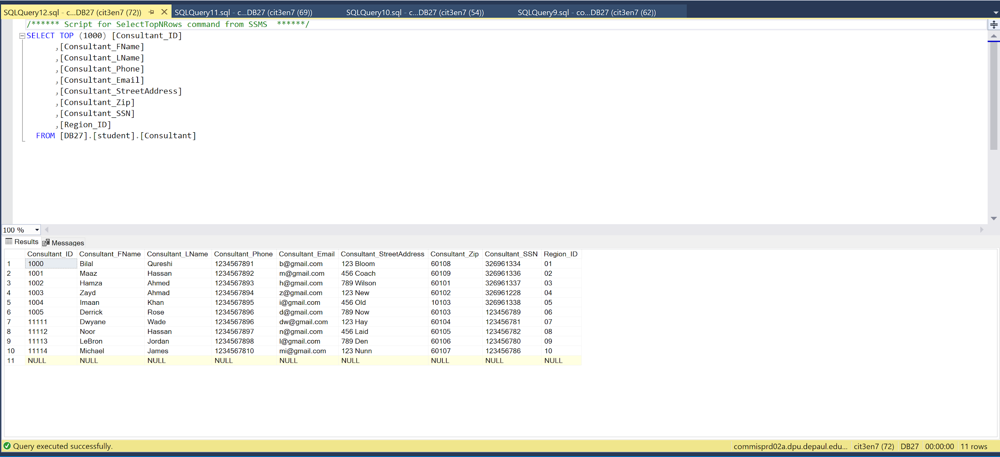 SQLQuery12.sql - c...DB27 (cit3en7 (72)) SQLQuery11.sql - c...DB27 (cit3en7 (69)) SQLQuery10.sql - c...DB27 (cit3en7 (54)) SQLQuery9.sql - co...DB27 (cit3en7 (62))
/****** Script for SelectTopNRows command from SSMS  ******/
SELECT TOP (1000) [Consultant_ID]
,[Consultant_FName]
,[Consultant_LName]
,[Consultant_Phone]
,[Consultant_Email]
,[Consultant_StreetAddress]
,[Consultant_Zip]
,[Consultant_SSN]
,[Region_ID]
FROM [DB27].[student].[Consultant]
100 %
Results Messages
Consultant_ID Consultant_FName Consultant_LName Consultant_Phone Consultant_Email Consultant_StreetAddress Consultant_Zip Consultant_SSN Region_ID
1 1000 Bilal Qureshi 1234567891 b@gmail.com 123 Bloom 60108 326961334 01
2 1001 Maaz Hassan 1234567892 m@gmail.com 456 Coach 60109 326961336 02
3 1002 Hamza Ahmed 1234567893 h@gmail.com 789 Wilson 60101 326961337 03
4 1003 Zayd Ahmad 1234567894 z@gmail.com 123 New 60102 326961228 04
5 1004 Imaan Khan 1234567895 i@gmail.com 456 Old 10103 326961338 05
6 1005 Derrick Rose 1234567896 d@gmail.com 789 Now 60103 123456789 06
7 11111 Dwyane Wade 1234567896 dw@gmail.com 123 Hay 60104 123456781 07
8 11112 Noor Hassan 1234567897 n@gmail.com 456 Laid 60105 123456782 08
9 11113 LeBron Jordan 1234567898 l@gmail.com 789 Den 60106 123456780 09
10 11114 Michael James 1234567810 mi@gmail.com 123 Nunn 60107 123456786 10
11 NULL NULL NULL NULL NULL NULL NULL NULL NULL
Query executed successfully. commisprd02a.dpu.depaul.edu... cit3en7 (72) DB27 00:00:00 11 rows